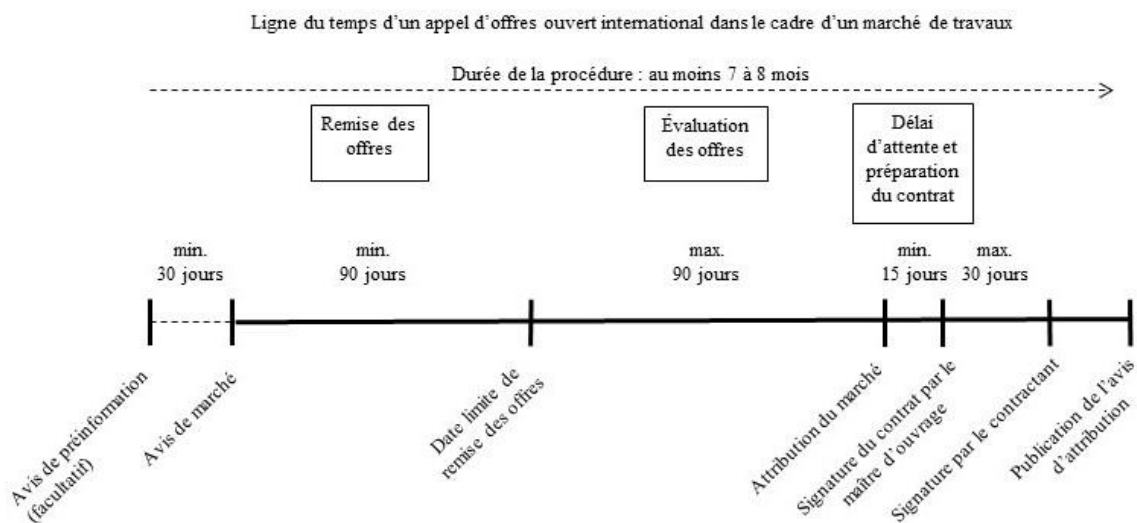 Ligne du temps d’un appel d’offres ouvert international dans le cadre d’un marché de travaux
Durée de la procédure : au moins 7 à 8 mois
Remise des
offres
Évaluation
des offres
Délai
d’attente et
préparation
du contrat
min.
30 jours
min.
90 jours
max.
90 jours
min.
15 jours
max.
30 jours
Avis de préinformation
(facultatif)
Avis de marché
Date limite de
remise des offres
Attribution du marché
Signature du contrat par le
maître d’ouvrage
Signature par le contractant
Publication de l’avis
d’attribution